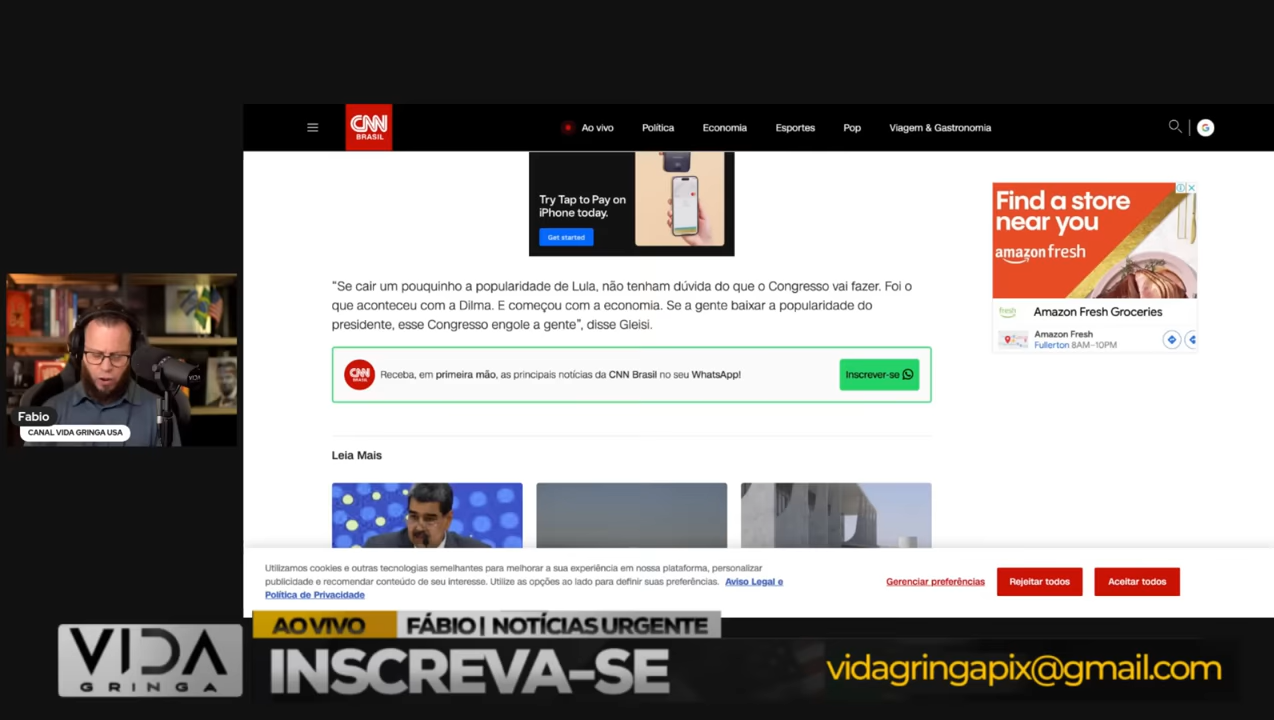 CNN
BRASIL
Ao vivo
Política
Economia
Esportes
Pop
Viagem & Gastronomia
G
Try Tap to Pay on
iPhone today.
Get started
Find a store
near you
amazon fresh
fresh
Amazon Fresh Groceries
Amazon Fresh
Fullerton 8AM–10PM
"Se cair um pouquinho a popularidade de Lula, não tenham dúvida do que o Congresso vai fazer. Foi o
que aconteceu com a Dilma. E começou com a economia. Se a gente baixar a popularidade do
presidente, esse Congresso engole a gente", disse Gleisi.
CNN
BRASIL
Receba, em primeira mão, as principais notícias da CNN Brasil no seu WhatsApp!
Inscrever-se
VIDA
Fabio
CANAL VIDA GRINGA USA
Leia Mais
Utilizamos cookies e outras tecnologias semelhantes para melhorar a sua experiência em nossa plataforma, personalizar
publicidade e recomendar conteúdo de seu interesse. Utilize as opções ao lado para definir suas preferências. Aviso Legal e
Política de Privacidade
Gerenciar preferências
Rejeitar todos
Aceitar todos
AO VIVO
FÁBIO | NOTÍCIAS URGENTE
VIDA
GRINGA
INSCREVA-SE
vidagringapix@gmail.com